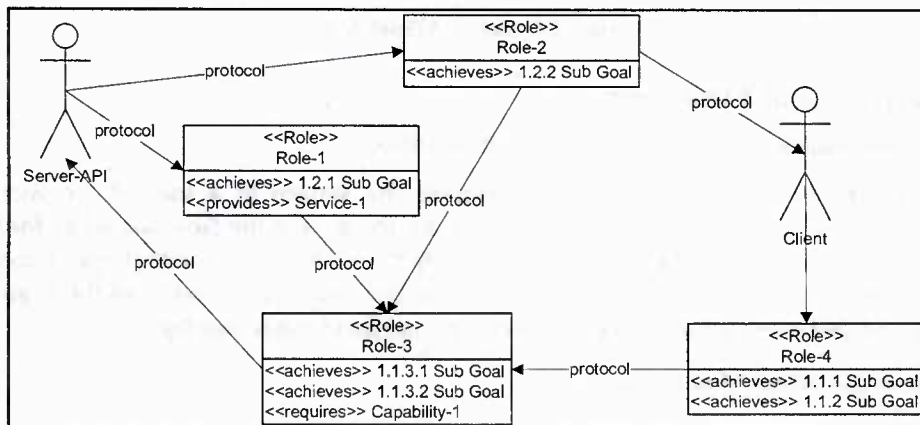 <<Role>>
Role-2
<<achieves>> 1.2.2 Sub Goal
protocol
protocol
protocol
<<Role>>
Role-1
<<achieves>> 1.2.1 Sub Goal
<<provides>> Service-1
Server-API
protocol
Client
protocol
protocol
<<Role>>
Role-3
<<achieves>> 1.1.3.1 Sub Goal
<<achieves>> 1.1.3.2 Sub Goal
<<requires>> Capability-1
protocol
<<Role>>
Role-4
<<achieves>> 1.1.1 Sub Goal
<<achieves>> 1.1.2 Sub Goal